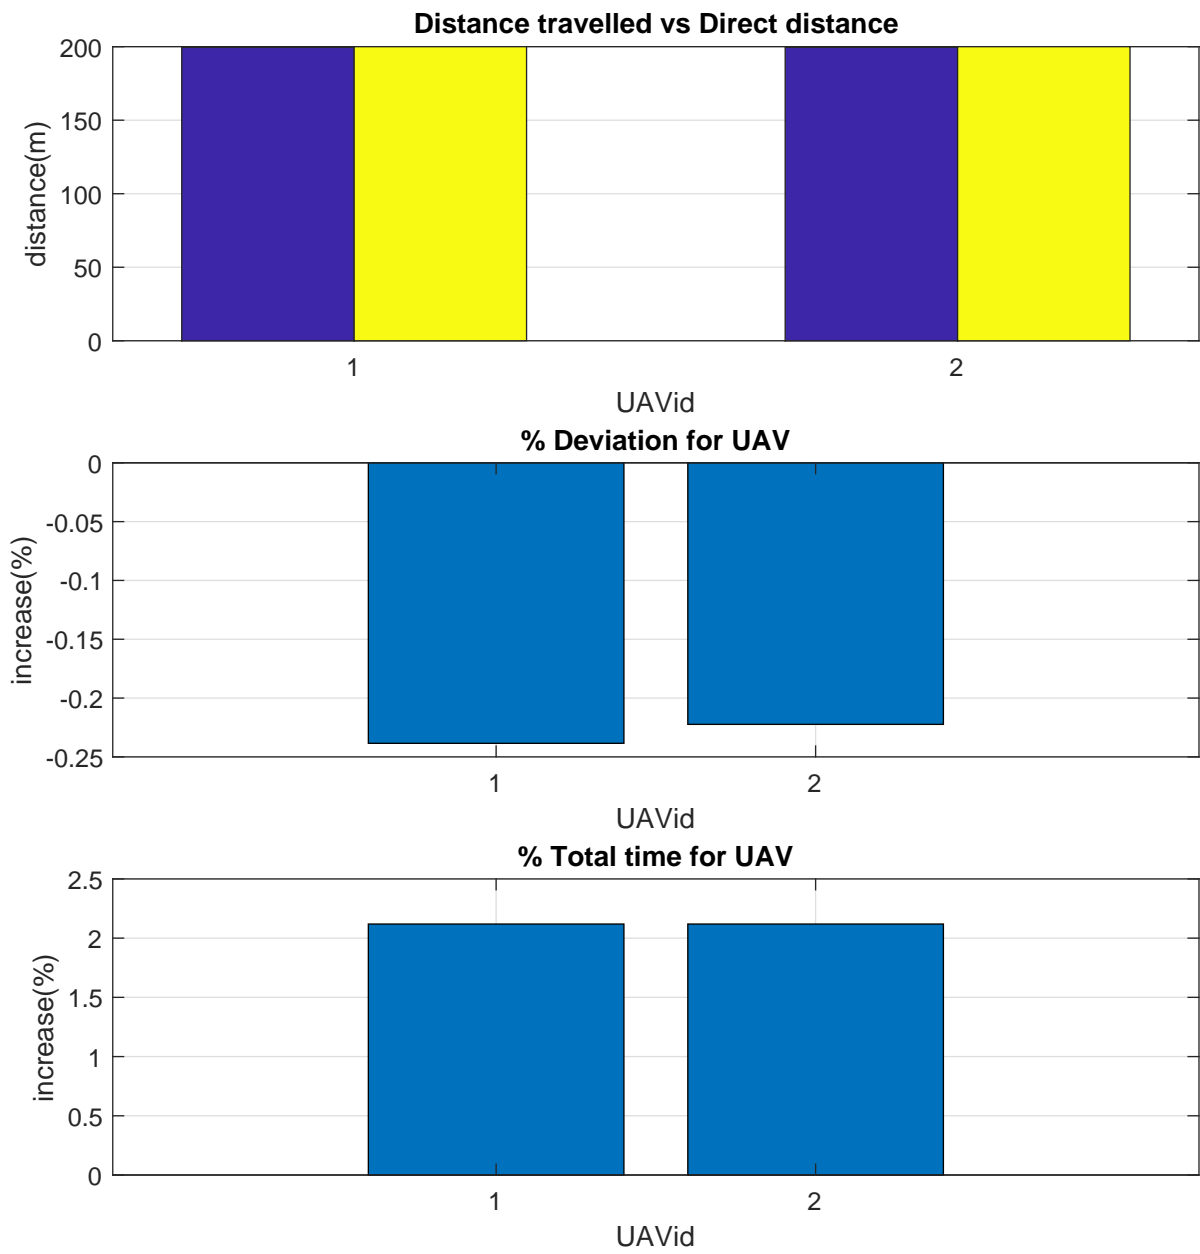 Distance travelled vs Direct distance
200
150
100
50
0
distance(m)
1 2
UAVid
% Deviation for UAV
0
-0.05
-0.1
-0.15
-0.2
-0.25
increase(%)
1 2
UAVid
% Total time for UAV
2.5
2
1.5
1
0.5
0
increase(%)
1 2
UAVid